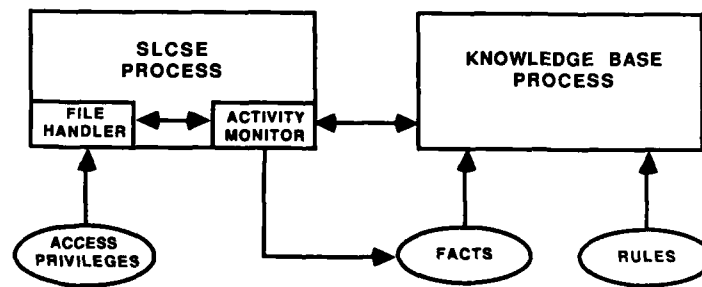 SLCSE
PROCESS
KNOWLEDGE BASE
PROCESS
FILE
HANDLER
ACTIVITY
MONITOR
ACCESS
PRIVILEGES
FACTS
RULES